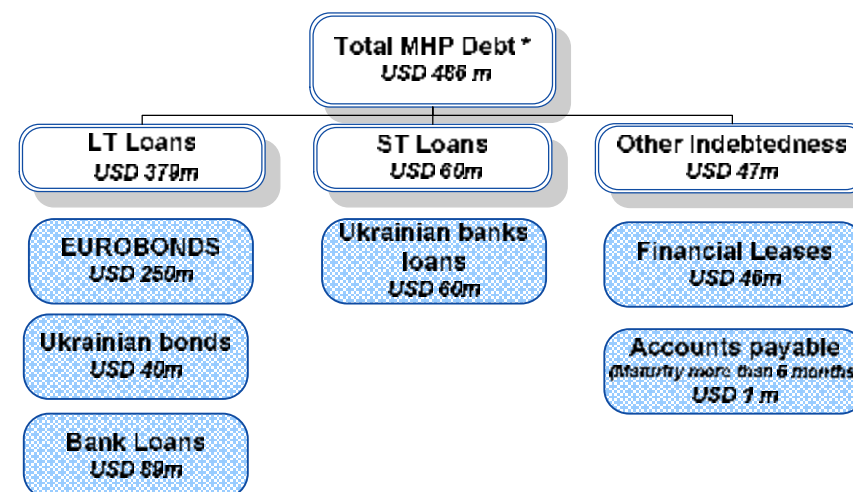 Total MHP Debt *
USD 486 m
LT Loans
USD 379m
ST Loans
USD 60m
Other Indebtedness
USD 47m
EUROBONDS
USD 250m
Ukrainian bonds
USD 40m
Bank Loans
USD 89m
Ukrainian banks
loans
USD 60m
Financial Leases
USD 46m
Accounts payable
(Maturity more than 6 months
USD 1 m